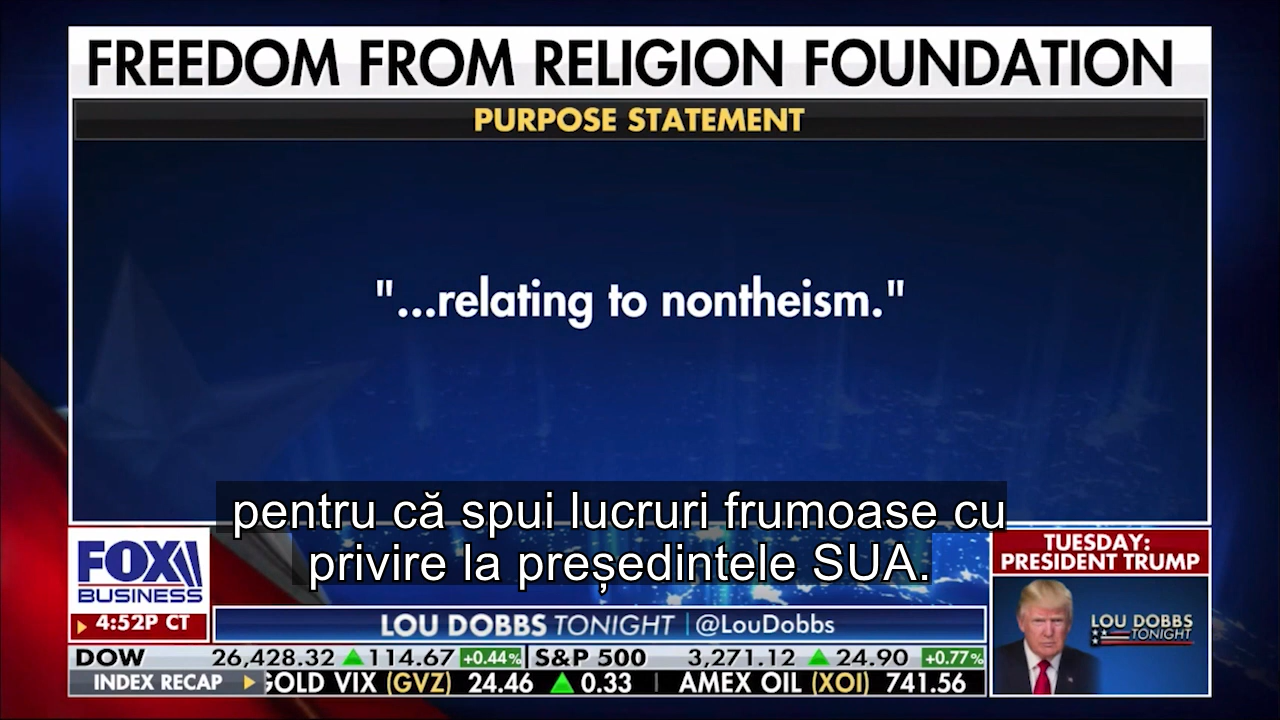 FREEDOM FROM RELIGION FOUNDATION
PURPOSE STATEMENT
"...relating to nontheism."
pentru că spui lucruri frumoase cu
privire la președintele SUA.
FOX
BUSINESS
4:52P CT
LOU DOBBS TONIGHT | @LouDobbs
TUESDAY:
PRESIDENT TRUMP
LOU DOBBS
TONIGHT
DOW 26,428.32 ▲ 114.67 +0.44% S&P 500 3,271.12 ▲ 24.90 +0.77%
INDEX RECAP GOLD VIX (GVZ) 24.46 ▲ 0.33 | AMEX OIL (XOI) 741.56